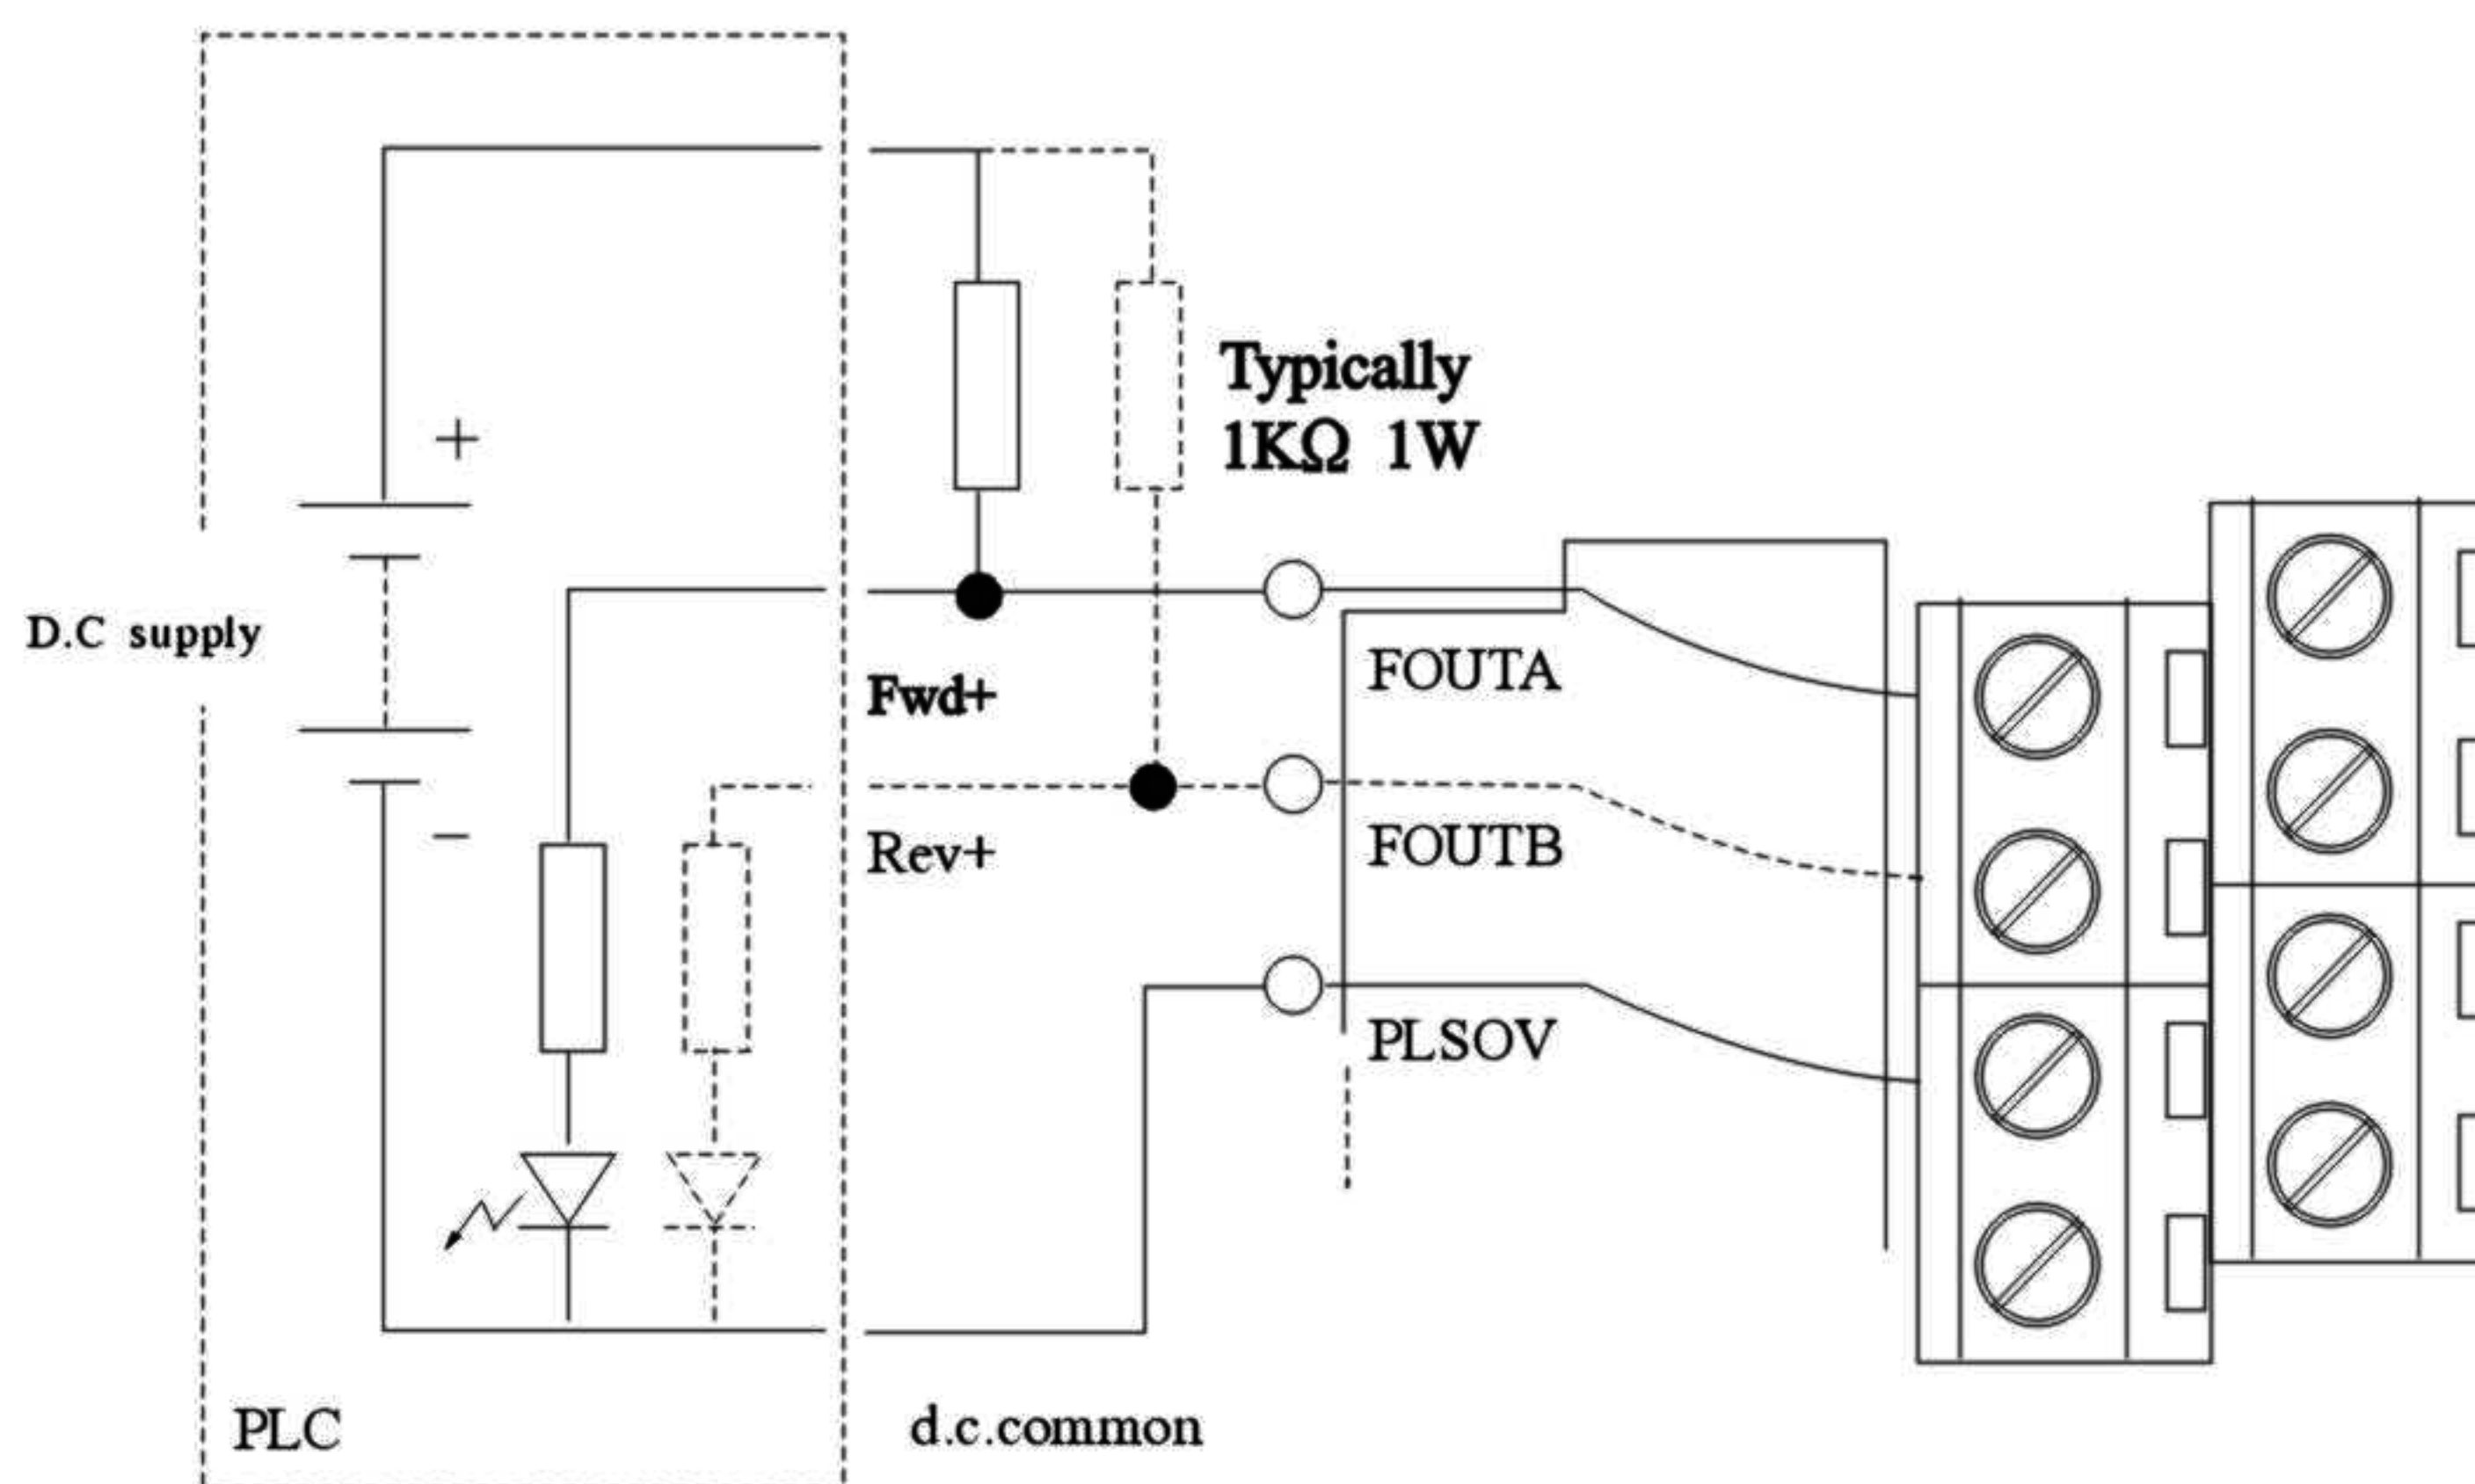 +
D.C supply
−
PLC
Typically
1KΩ 1W
Fwd+
Rev+
d.c.common
FOUTA
FOUTB
PLSOV